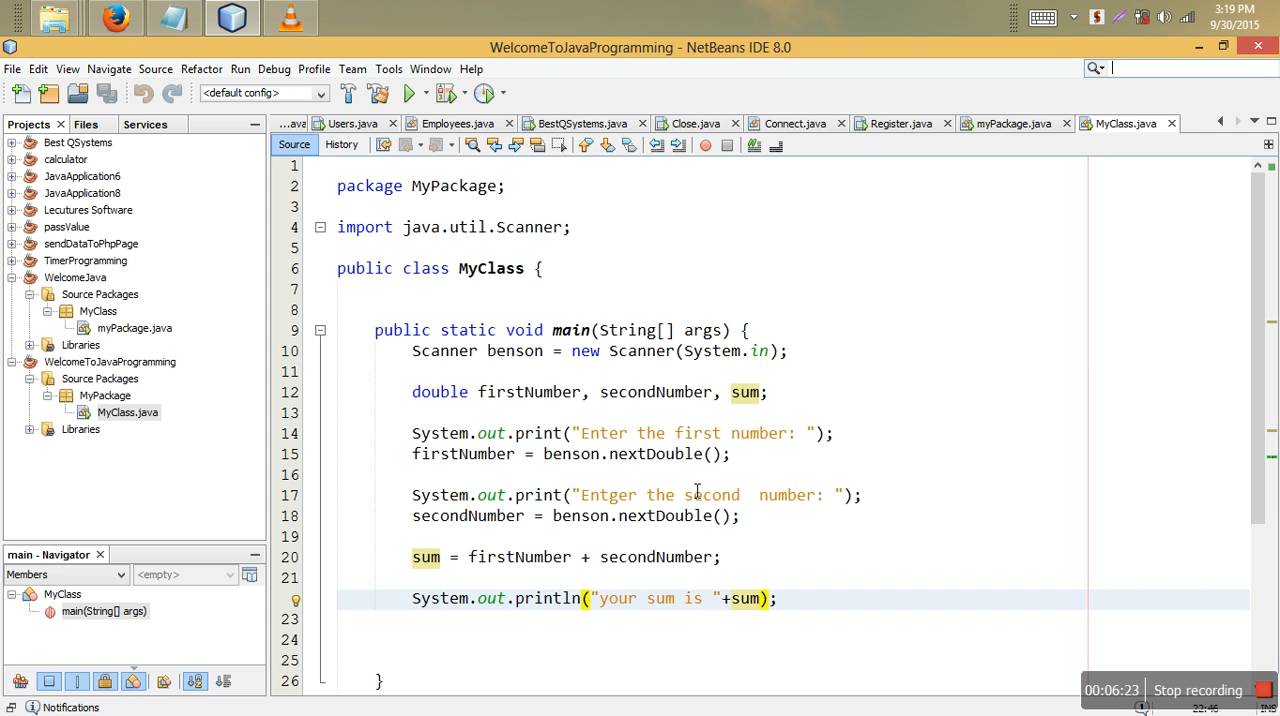 3:19 PM
9/30/2015
WelcomeToJavaProgramming - NetBeans IDE 8.0
File Edit View Navigate Source Refactor Run Debug Profile Team Tools Window Help
<default config>
Projects Files Services
...ava Users.java Employees.java BestQSystems.java Close.java Connect.java Register.java myPackage.java MyClass.java
Source History
Best QSystems
calculator
JavaApplication6
JavaApplication8
Lecutures Software
passValue
sendDataToPhpPage
TimerProgramming
WelcomeJava
Source Packages
MyClass
myPackage.java
Libraries
WelcomeToJavaProgramming
Source Packages
MyPackage
MyClass.java
Libraries
main - Navigator
Members <empty>
MyClass
main(String[] args)
1
2 package MyPackage;
3
4 import java.util.Scanner;
5
6 public class MyClass {
7
8
9 public static void main(String[] args) {
10 Scanner benson = new Scanner(System.in);
11
12 double firstNumber, secondNumber, sum;
13
14 System.out.print("Enter the first number: ");
15 firstNumber = benson.nextDouble();
16
17 System.out.print("Entger the second  number: ");
18 secondNumber = benson.nextDouble();
19
20 sum = firstNumber + secondNumber;
21
System.out.println("your sum is "+sum);
23
24
25
26 }
00:06:23 Stop recording
Notifications
22:46 INS